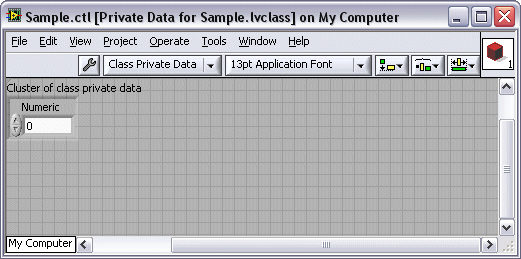 Sample.ctl [Private Data for Sample.lvclass] on My Computer
File Edit View Project Operate Tools Window Help
Class Private Data 13pt Application Font
1
Cluster of class private data
Numeric
0
My Computer